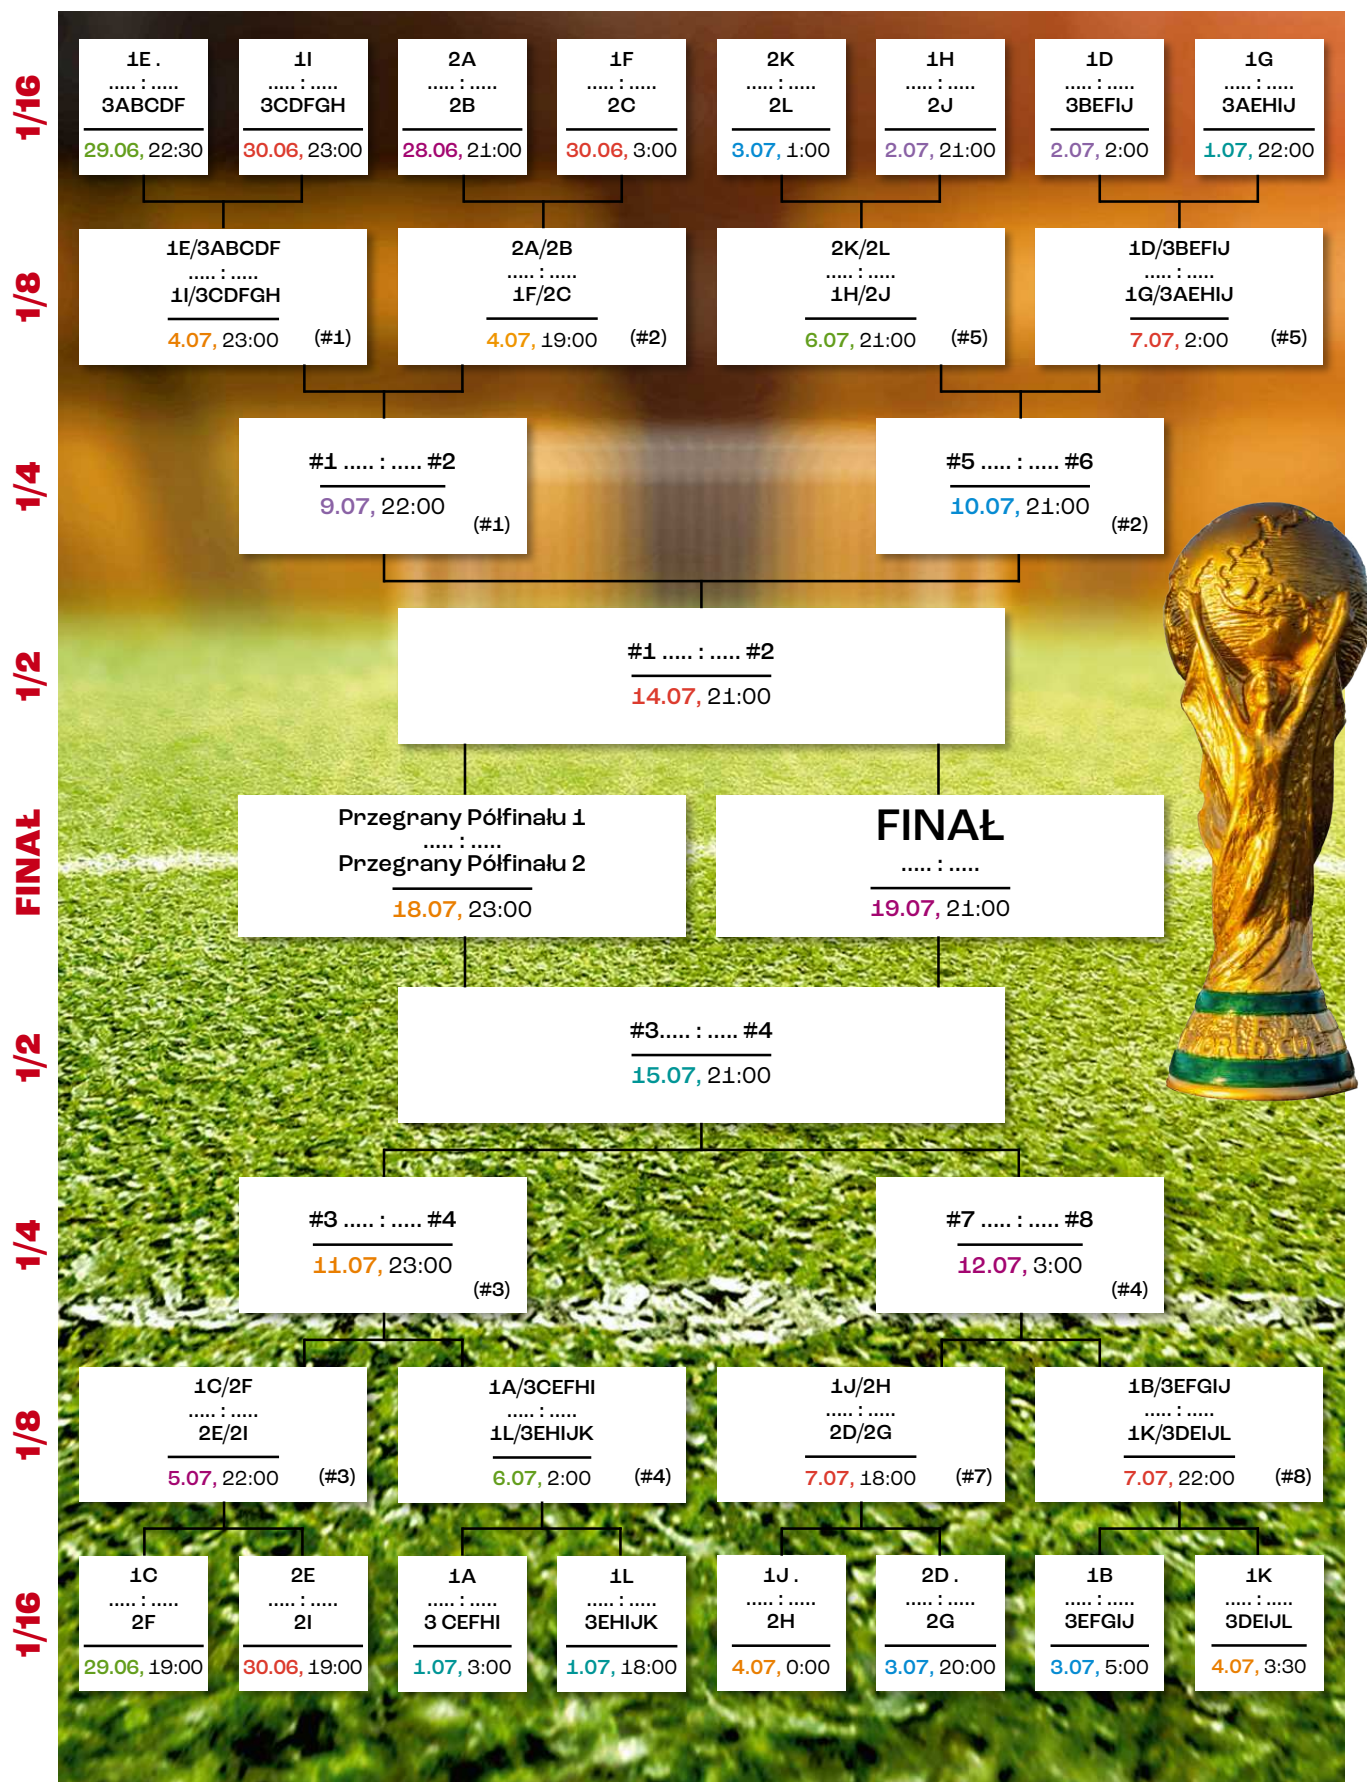 1/16
1E .
..... : .....
3ABCDF
29.06, 22:30
1I
..... : .....
3CDFGH
30.06, 23:00
2A
..... : .....
2B
28.06, 21:00
1F
..... : .....
2C
30.06, 3:00
2K
..... : .....
2L
3.07, 1:00
1H
..... : .....
2J
2.07, 21:00
1D
..... : .....
3BEFIJ
2.07, 2:00
1G
..... : .....
3AEHIJ
1.07, 22:00
1/8
1E/3ABCDF
..... : .....
1I/3CDFGH
4.07, 23:00 (#1)
2A/2B
..... : .....
1F/2C
4.07, 19:00 (#2)
2K/2L
..... : .....
1H/2J
6.07, 21:00 (#5)
1D/3BEFIJ
..... : .....
1G/3AEHIJ
7.07, 2:00 (#5)
1/4
#1 ..... : ..... #2
9.07, 22:00
(#1)
#5 ..... : ..... #6
10.07, 21:00
(#2)
1/2
#1 ..... : ..... #2
14.07, 21:00
FINAŁ
Przegrany Półfinału 1
..... : .....
Przegrany Półfinału 2
18.07, 23:00
FINAŁ
..... : .....
19.07, 21:00
1/2
#3..... : ..... #4
15.07, 21:00
WORLD CUP
1/4
#3 ..... : ..... #4
11.07, 23:00
(#3)
#7 ..... : ..... #8
12.07, 3:00
(#4)
1/8
1C/2F
..... : .....
2E/2I
5.07, 22:00 (#3)
1A/3CEFHI
..... : .....
1L/3EHIJK
6.07, 2:00 (#4)
1J/2H
..... : .....
2D/2G
7.07, 18:00 (#7)
1B/3EFGIJ
..... : .....
1K/3DEIJL
7.07, 22:00 (#8)
1/16
1C
..... : .....
2F
29.06, 19:00
2E
..... : .....
2I
30.06, 19:00
1A
..... : .....
3 CEFHI
1.07, 3:00
1L
..... : .....
3EHIJK
1.07, 18:00
1J .
..... : .....
2H
4.07, 0:00
2D .
..... : .....
2G
3.07, 20:00
1B
..... : .....
3EFGIJ
3.07, 5:00
1K
..... : .....
3DEIJL
4.07, 3:30